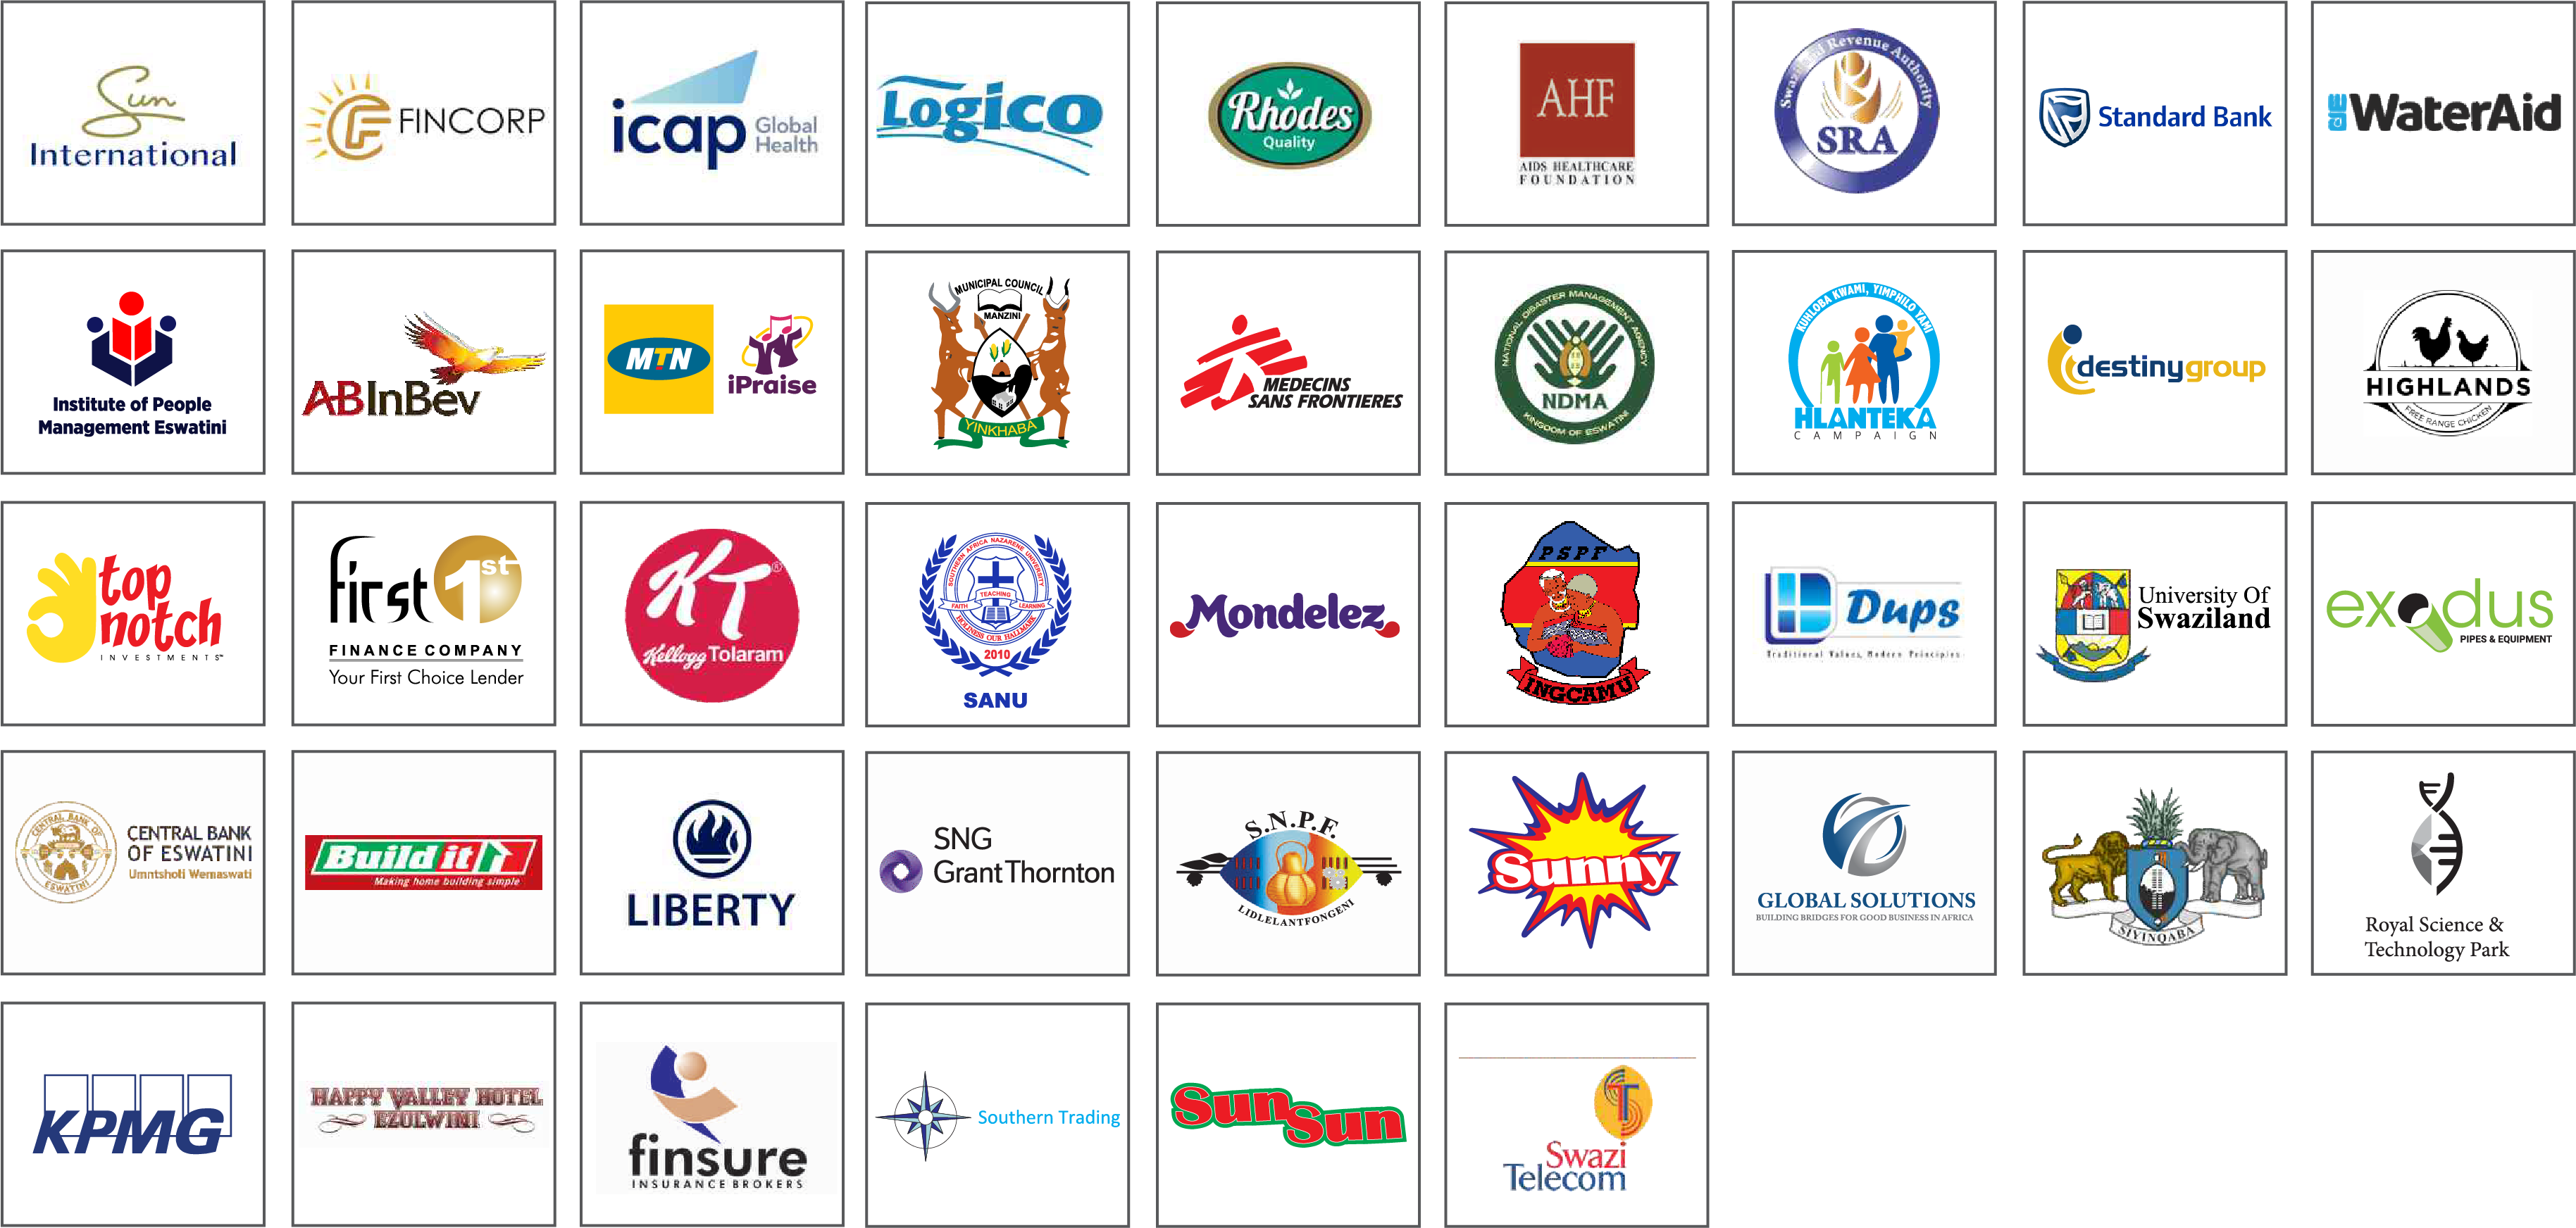 Sun
International
FINCORP
icap Global
Health
Logico
Rhodes
Quality
AHF
AIDS HEALTHCARE
FOUNDATION
Swaziland Revenue Authority
SRA
Standard Bank
WaterAid
Institute of People
Management Eswatini
ABInBev
MTN
iPraise
MUNICIPAL COUNCIL
MANZINI
YINKHABA
MEDECINS
SANS FRONTIERES
NATIONAL DISASTER MANAGEMENT AGENCY
NDMA
KINGDOM OF ESWATINI
KUHLOBA KWAMI, YIMPHILO YAMI
HLANTEKA
CAMPAIGN
destinygroup
HIGHLANDS
FREE RANGE CHICKEN
top
notch
INVESTMENTS™
first 1st
FINANCE COMPANY
Your First Choice Lender
KT®
Kellogg Tolaram
SOUTHERN AFRICA NAZARENE UNIVERSITY
TEACHING
FAITH LEARNING
HOLINESS OUR HALLMARK
2010
SANU
Mondelez
PSPF
INGCAMU
Dups
Traditional Values, Modern Principles
University Of
Swaziland
exodus
PIPES & EQUIPMENT
CENTRAL BANK OF
ESWATINI
CENTRAL BANK
OF ESWATINI
Umntsholi Wemaswati
Build it
Making home building simple
LIBERTY
SNG
Grant Thornton
S.N.P.F.
LIDLELANTFONGENI
Sunny
GLOBAL SOLUTIONS
BUILDING BRIDGES FOR GOOD BUSINESS IN AFRICA
SIYINQABA
Royal Science &
Technology Park
KPMG
HAPPY VALLEY HOTEL
EZULWINI
finsure
INSURANCE BROKERS
Southern Trading
Sun
Sun
Swazi
Telecom